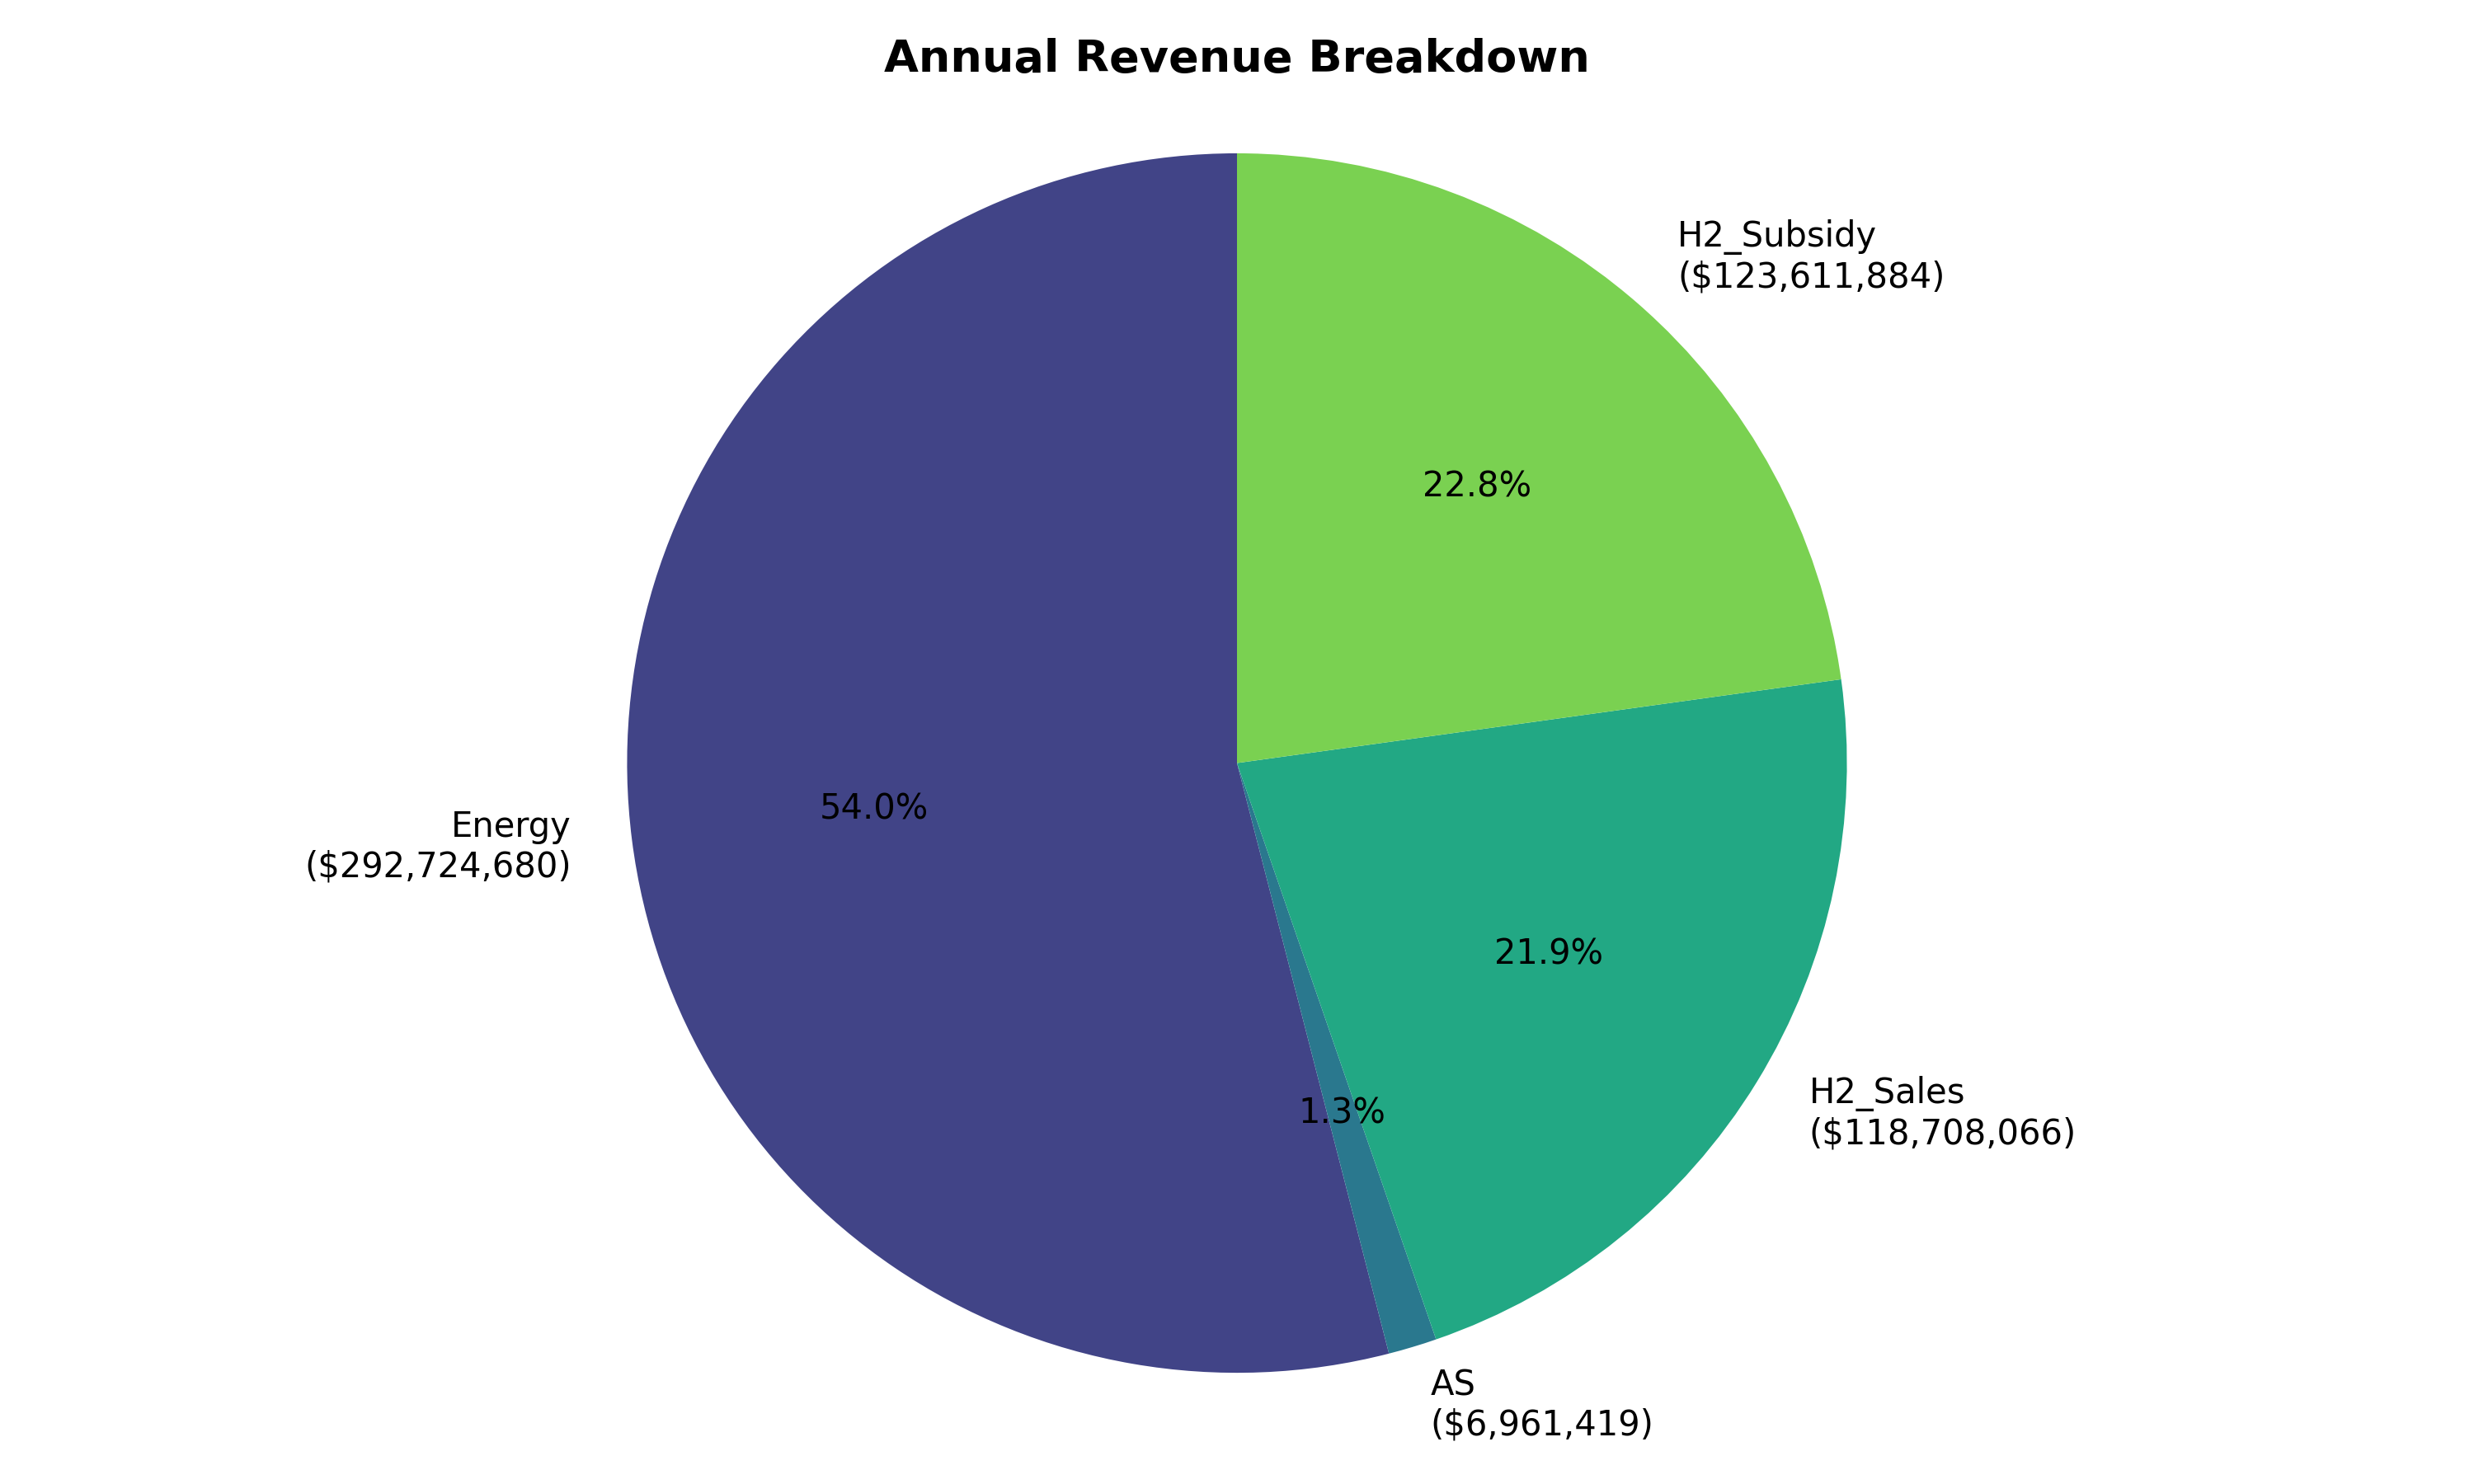 Annual Revenue Breakdown
H2_Subsidy
($123,611,884)
22.8%
54.0%
Energy
($292,724,680)
21.9%
H2_Sales
($118,708,066)
1.3%
AS
($6,961,419)